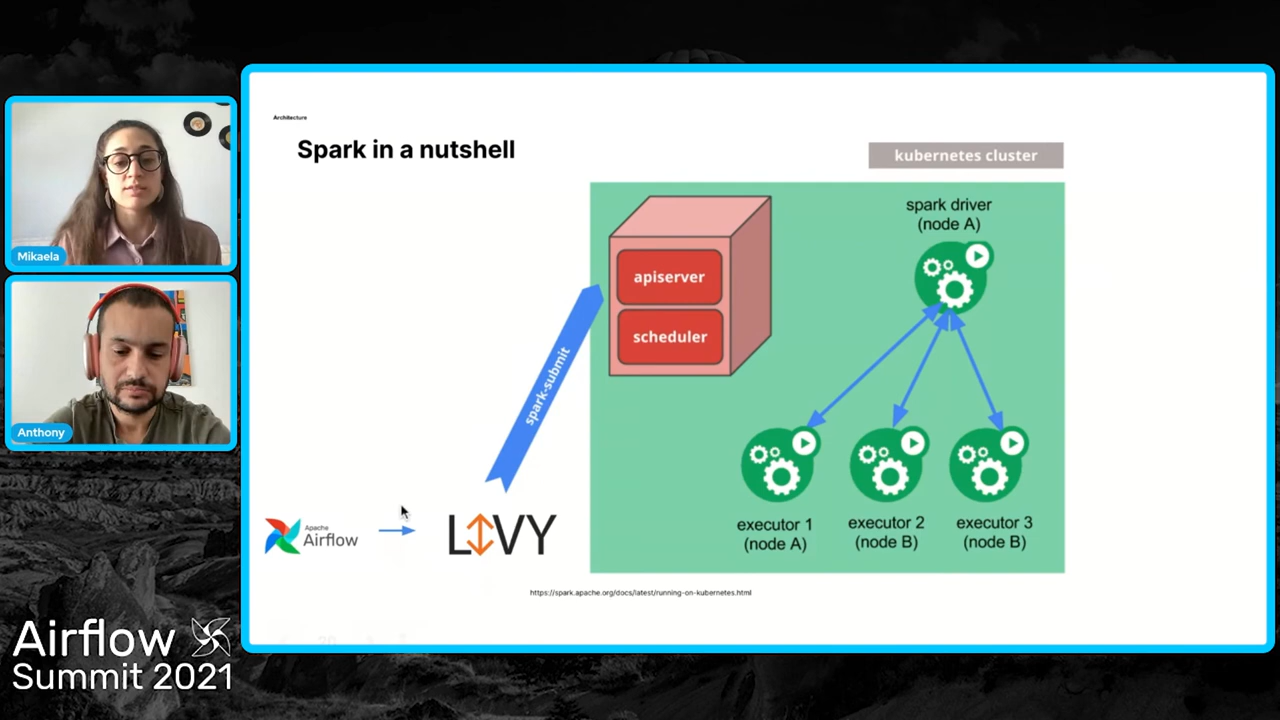 Architecture
Spark in a nutshell
kubernetes cluster
spark driver
(node A)
apiserver
scheduler
spark-submit
executor 1
(node A)
executor 2
(node B)
executor 3
(node B)
Apache
Airflow
LIVY
https://spark.apache.org/docs/latest/running-on-kubernetes.html
Mikaela
Anthony
Airflow
Summit 2021